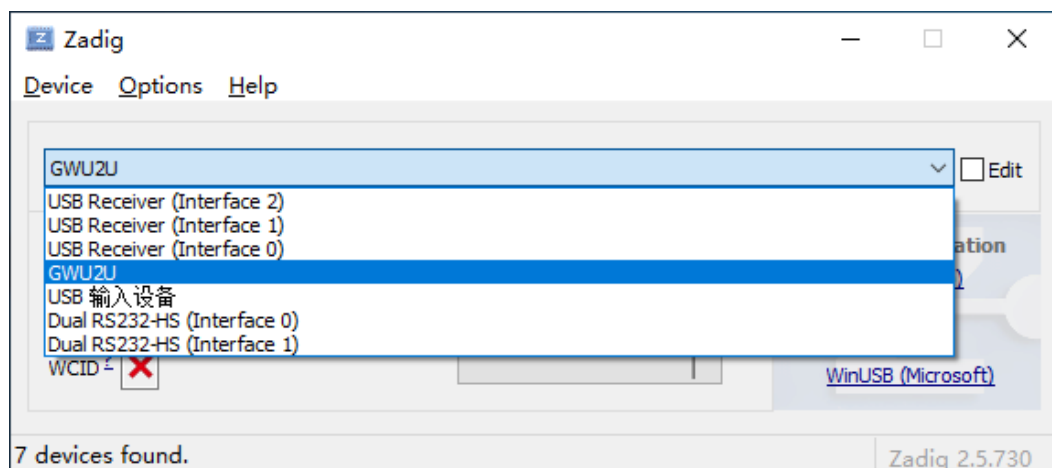 Zadig
Device Options Help
GWU2U
Edit
USB Receiver (Interface 2)
USB Receiver (Interface 1)
USB Receiver (Interface 0)
GWU2U
USB 输入设备
Dual RS232-HS (Interface 0)
Dual RS232-HS (Interface 1)
ation
)
WCID ?
WinUSB (Microsoft)
7 devices found.
Zadig 2.5.730